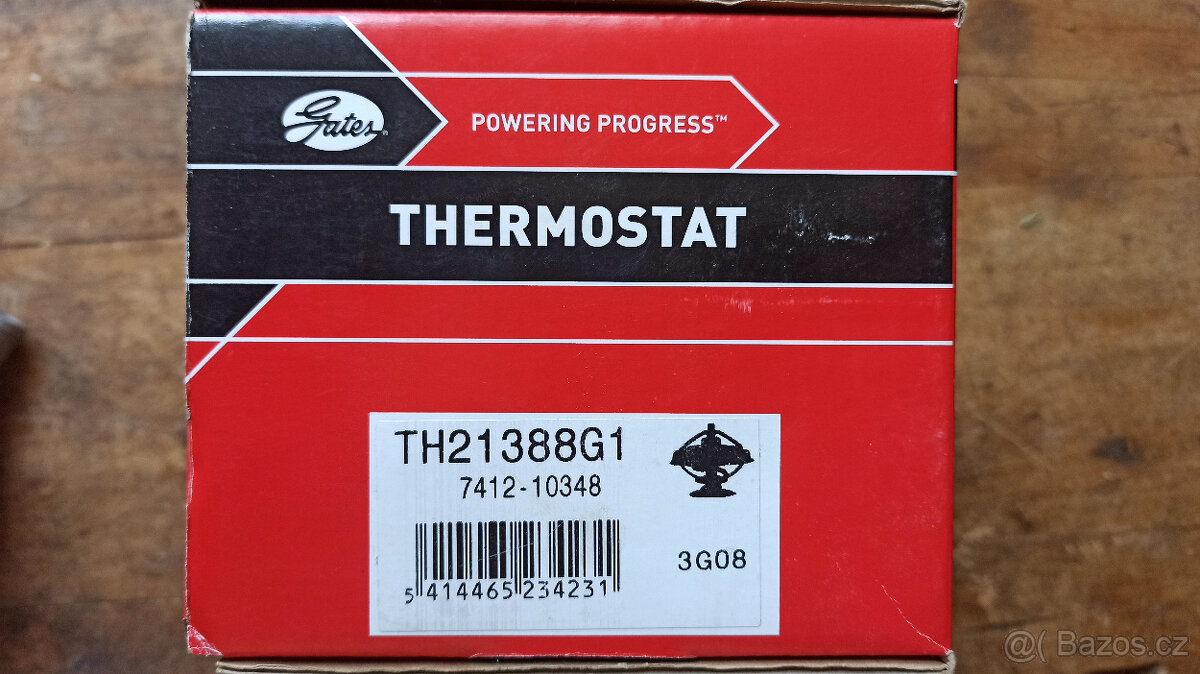 Gates
POWERING PROGRESS™
THERMOSTAT
TH21388G1
7412-10348
3G08
5 414465 234231
@( Bazos.cz